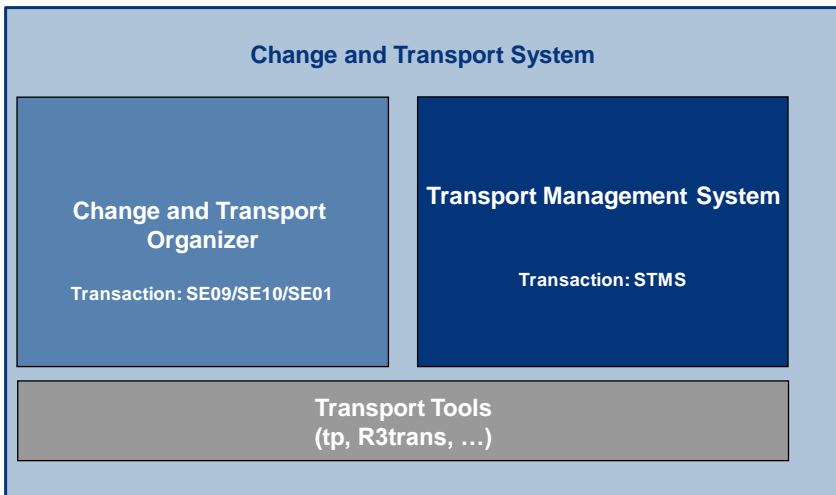 Change and Transport System
Change and Transport
Organizer
Transaction: SE09/SE10/SE01
Transport Management System
Transaction: STMS
Transport Tools
(tp, R3trans, …)